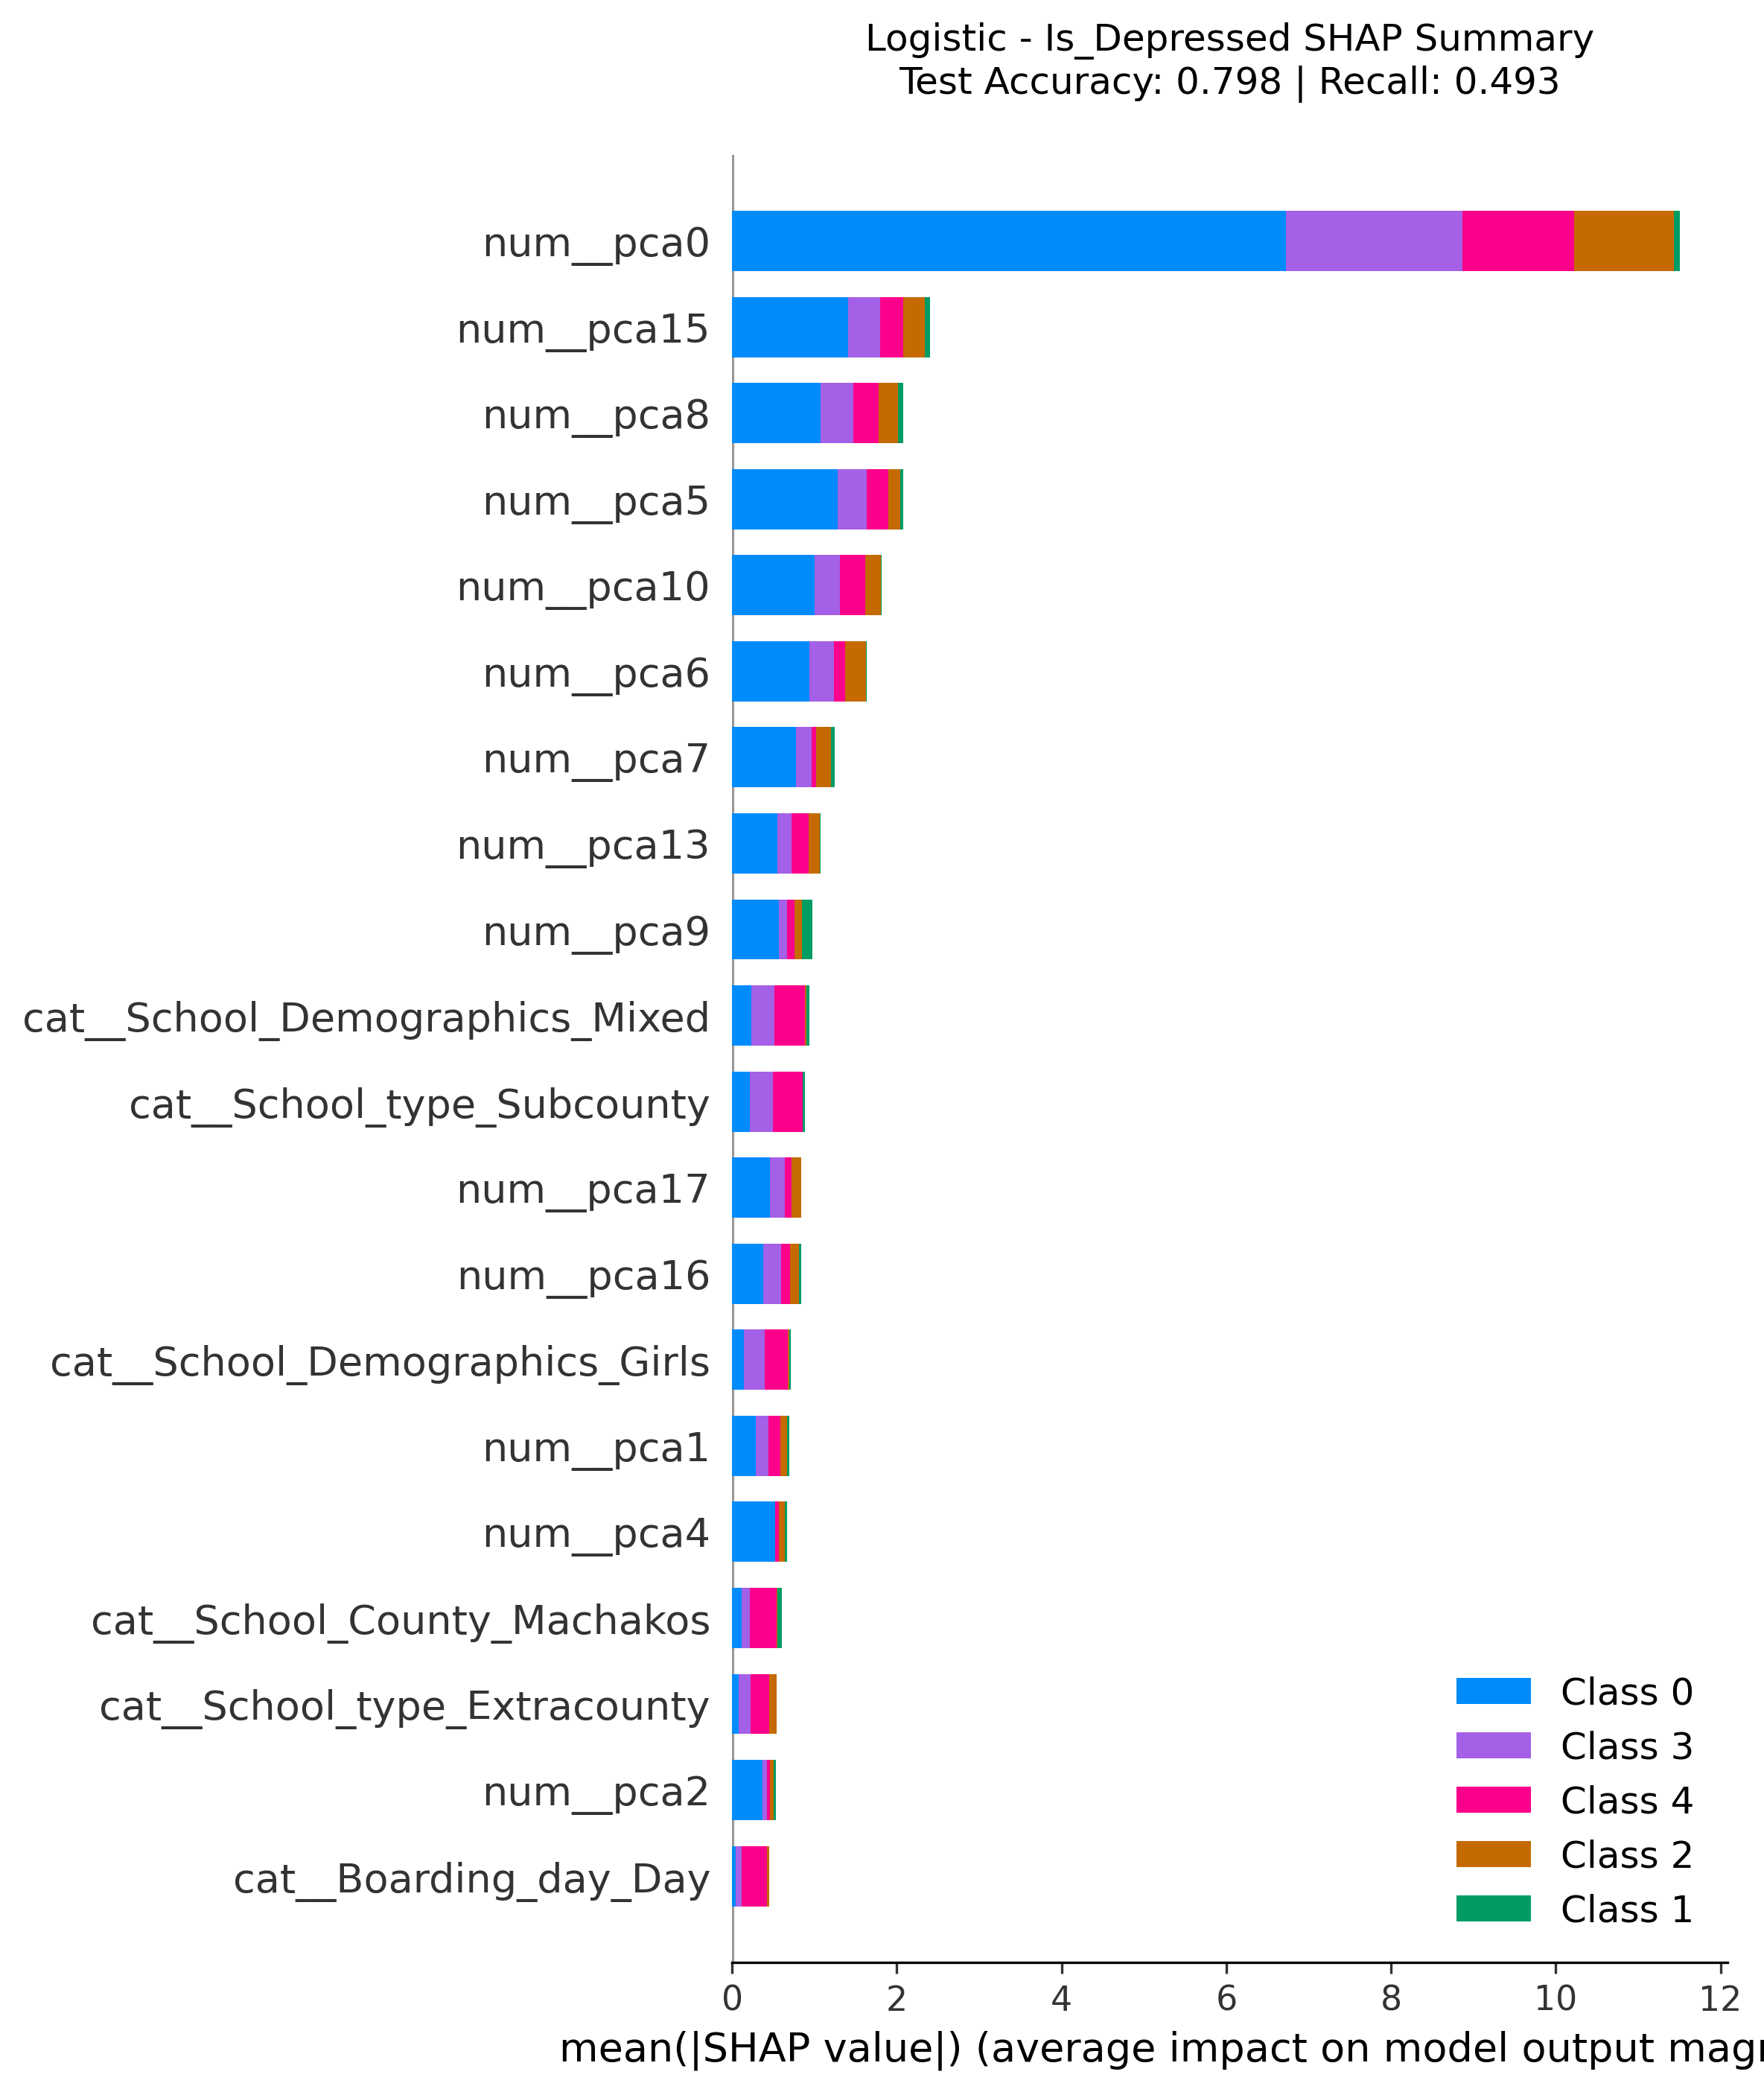 Logistic - Is_Depressed SHAP Summary
Test Accuracy: 0.798 | Recall: 0.493
num__pca0
num__pca15
num__pca8
num__pca5
num__pca10
num__pca6
num__pca7
num__pca13
num__pca9
cat__School_Demographics_Mixed
cat__School_type_Subcounty
num__pca17
num__pca16
cat__School_Demographics_Girls
num__pca1
num__pca4
cat__School_County_Machakos
cat__School_type_Extracounty
num__pca2
cat__Boarding_day_Day
Class 0
Class 3
Class 4
Class 2
Class 1
0 2 4 6 8 10 12
mean(|SHAP value|) (average impact on model output magn